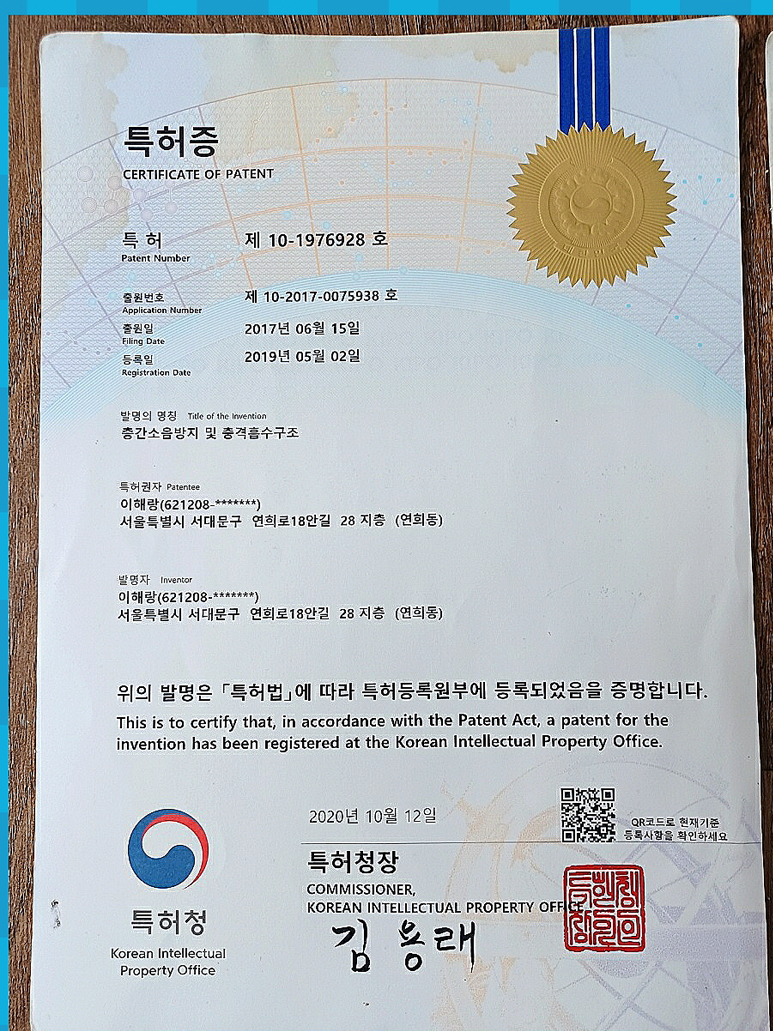 특허증
CERTIFICATE OF PATENT
특 허 제 10-1976928 호
Patent Number
출원번호 제 10-2017-0075938 호
Application Number
출원일 2017년 06월 15일
Filing Date
등록일 2019년 05월 02일
Registration Date
발명의 명칭 Title of the Invention
층간소음방지 및 충격흡수구조
특허권자 Patentee
이해랑(621208-*******)
서울특별시 서대문구 연희로18안길 28 지층 (연희동)
발명자 Inventor
이해랑(621208-*******)
서울특별시 서대문구 연희로18안길 28 지층 (연희동)
위의 발명은 「특허법」에 따라 특허등록원부에 등록되었음을 증명합니다.
This is to certify that, in accordance with the Patent Act, a patent for the
invention has been registered at the Korean Intellectual Property Office.
2020년 10월 12일
QR코드로 현재기준
등록사항을 확인하세요
특허청장
COMMISSIONER,
KOREAN INTELLECTUAL PROPERTY OFFICE
김용래
특허청
Korean Intellectual
Property Office